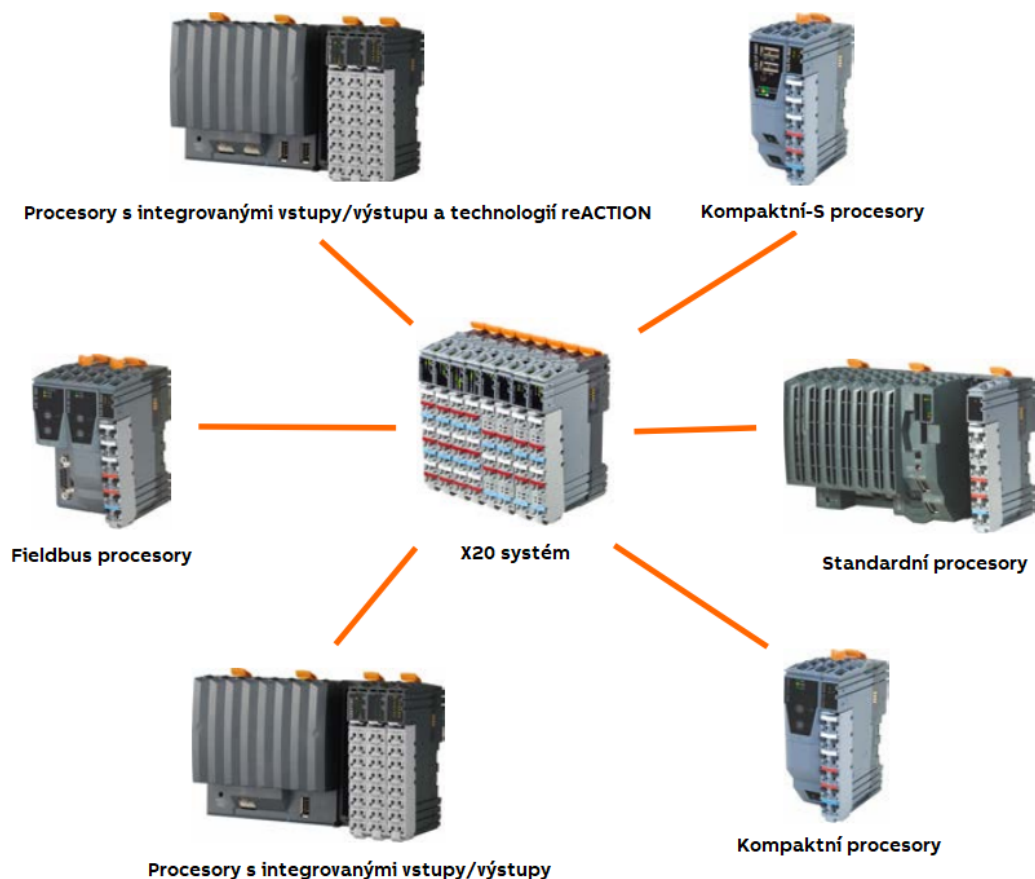 Procesory s integrovanými vstupy/výstupu a technologií reACTION
Kompaktní-S procesory
Fieldbus procesory
X20 systém
Standardní procesory
Procesory s integrovanými vstupy/výstupy
Kompaktní procesory